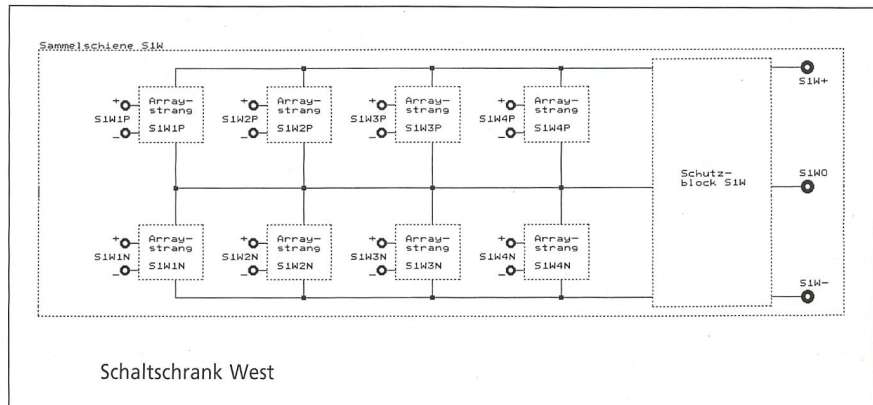 Sammelschiene S1W
S1W+
+ Array- + Array- + Array- + Array-
strang strang strang strang
S1W1P S1W2P S1W3P S1W4P
- S1W1P - S1W2P - S1W3P - S1W4P
Schutz- S1W0
block S1W
+ Array- + Array- + Array- + Array-
strang strang strang strang
S1W1N S1W2N S1W3N S1W4N
- S1W1N - S1W2N - S1W3N - S1W4N
S1W-
Schaltschrank West